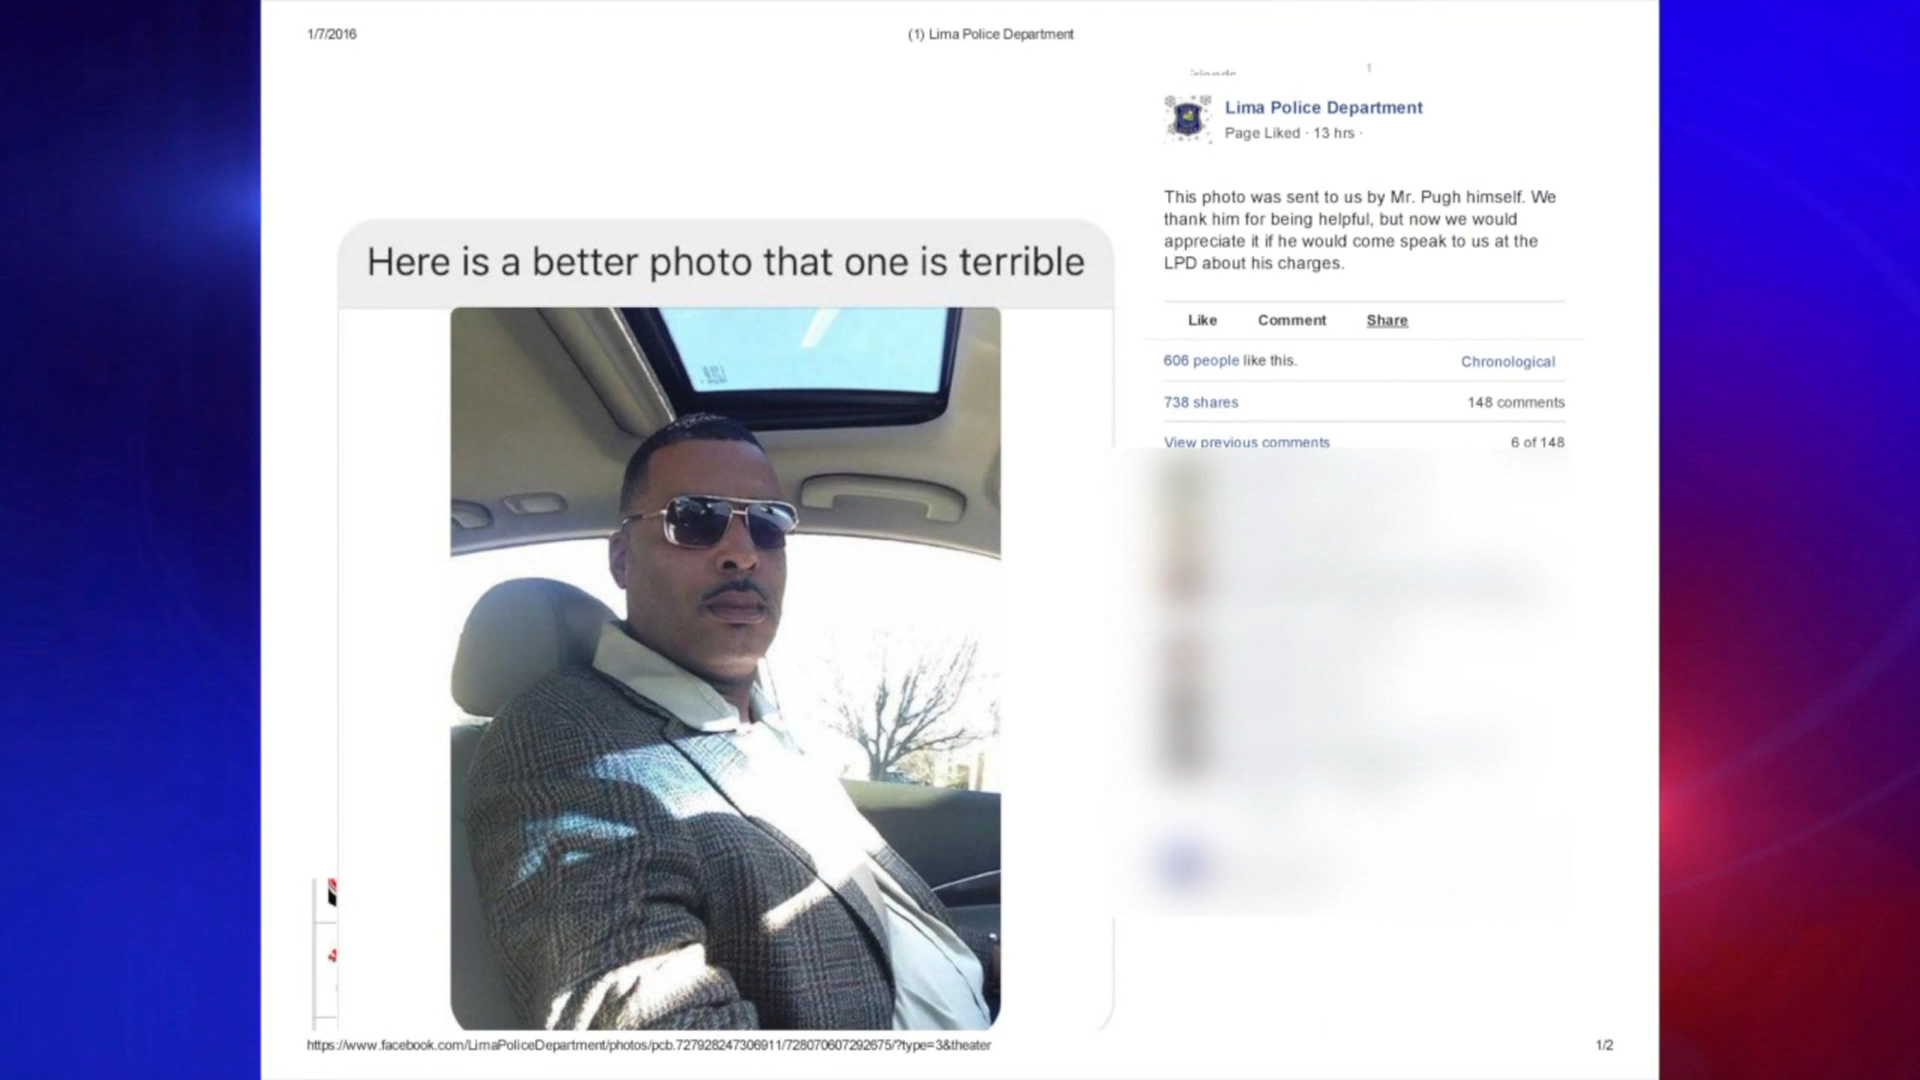 1/7/2016
(1) Lima Police Department
1
Lima Police Department
Page Liked · 13 hrs ·
This photo was sent to us by Mr. Pugh himself. We
thank him for being helpful, but now we would
appreciate it if he would come speak to us at the
LPD about his charges.
Here is a better photo that one is terrible
Like Comment Share
606 people like this. Chronological
738 shares 148 comments
View previous comments 6 of 148
https://www.facebook.com/LimaPoliceDepartment/photos/pcb.727928247306911/728070607292675/?type=3&theater
1/2